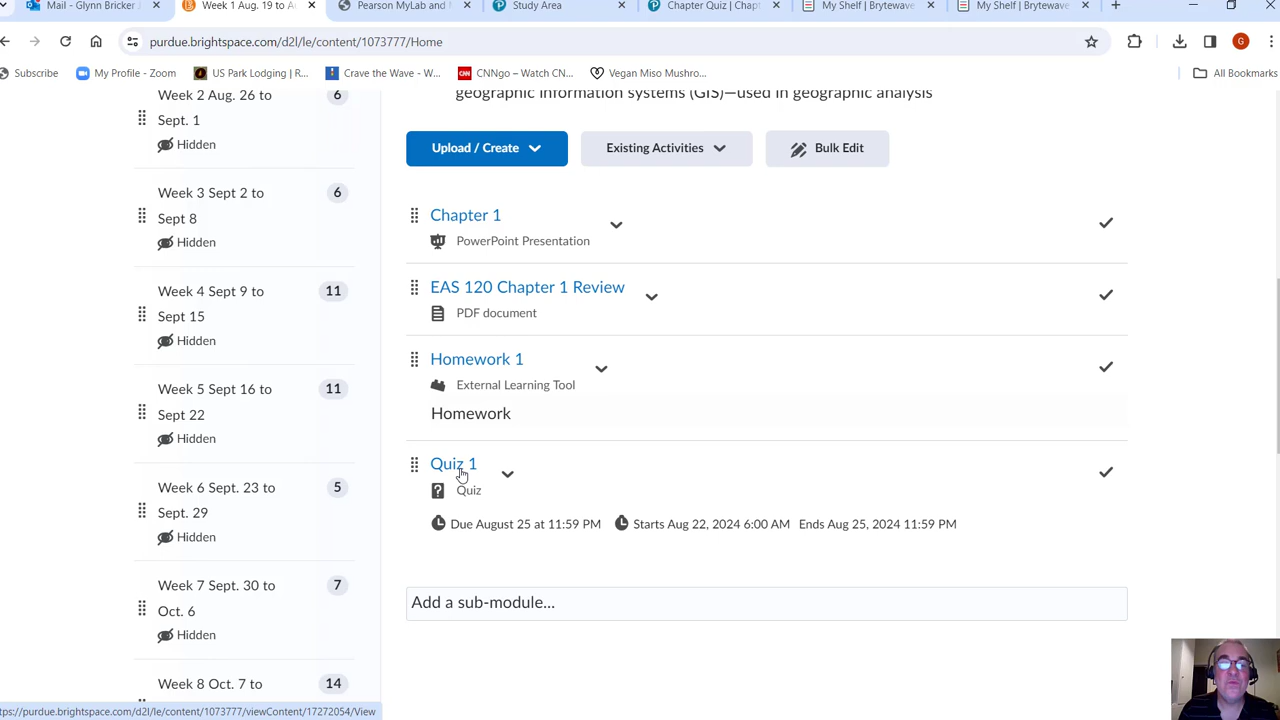 Mail - Glynn Bricker J
Week 1 Aug. 19 to A
Pearson MyLab and M
Study Area
Chapter Quiz | Chap
My Shelf | Brytewave
My Shelf | Brytewave
purdue.brightspace.com/d2l/le/content/1073777/Home
G
Subscribe
My Profile - Zoom
US Park Lodging | R...
Crave the Wave - W...
CNN
CNNgo – Watch CN...
Vegan Miso Mushro...
All Bookmarks
Week 2 Aug. 26 to
Sept. 1
6
Hidden
Week 3 Sept 2 to
Sept 8
6
Hidden
Week 4 Sept 9 to
Sept 15
11
Hidden
Week 5 Sept 16 to
Sept 22
11
Hidden
Week 6 Sept. 23 to
Sept. 29
5
Hidden
Week 7 Sept. 30 to
Oct. 6
7
Hidden
Week 8 Oct. 7 to
14
geographic information systems (GIS)—used in geographic analysis
Upload / Create
Existing Activities
Bulk Edit
Chapter 1
PowerPoint Presentation
EAS 120 Chapter 1 Review
PDF document
Homework 1
External Learning Tool
Homework
Quiz 1
Quiz
Due August 25 at 11:59 PM Starts Aug 22, 2024 6:00 AM Ends Aug 25, 2024 11:59 PM
Add a sub-module...
ttps://purdue.brightspace.com/d2l/le/content/1073777/viewContent/17272054/View